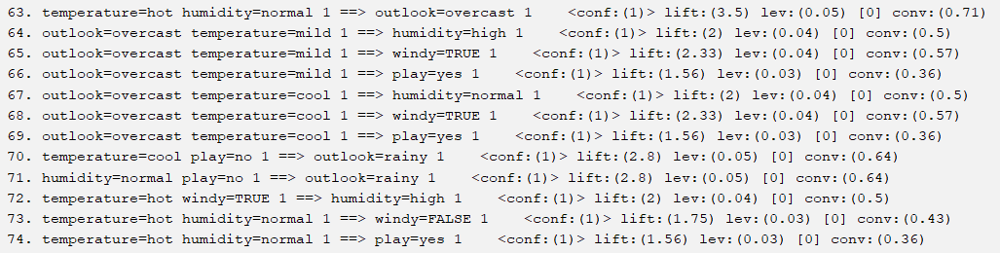 63. temperature=hot humidity=normal 1 ==> outlook=overcast 1    <conf:(1)> lift:(3.5) lev:(0.05) [0] conv:(0.71)
64. outlook=overcast temperature=mild 1 ==> humidity=high 1    <conf:(1)> lift:(2) lev:(0.04) [0] conv:(0.5)
65. outlook=overcast temperature=mild 1 ==> windy=TRUE 1    <conf:(1)> lift:(2.33) lev:(0.04) [0] conv:(0.57)
66. outlook=overcast temperature=mild 1 ==> play=yes 1    <conf:(1)> lift:(1.56) lev:(0.03) [0] conv:(0.36)
67. outlook=overcast temperature=cool 1 ==> humidity=normal 1    <conf:(1)> lift:(2) lev:(0.04) [0] conv:(0.5)
68. outlook=overcast temperature=cool 1 ==> windy=TRUE 1    <conf:(1)> lift:(2.33) lev:(0.04) [0] conv:(0.57)
69. outlook=overcast temperature=cool 1 ==> play=yes 1    <conf:(1)> lift:(1.56) lev:(0.03) [0] conv:(0.36)
70. temperature=cool play=no 1 ==> outlook=rainy 1    <conf:(1)> lift:(2.8) lev:(0.05) [0] conv:(0.64)
71. humidity=normal play=no 1 ==> outlook=rainy 1    <conf:(1)> lift:(2.8) lev:(0.05) [0] conv:(0.64)
72. temperature=hot windy=TRUE 1 ==> humidity=high 1    <conf:(1)> lift:(2) lev:(0.04) [0] conv:(0.5)
73. temperature=hot humidity=normal 1 ==> windy=FALSE 1    <conf:(1)> lift:(1.75) lev:(0.03) [0] conv:(0.43)
74. temperature=hot humidity=normal 1 ==> play=yes 1    <conf:(1)> lift:(1.56) lev:(0.03) [0] conv:(0.36)